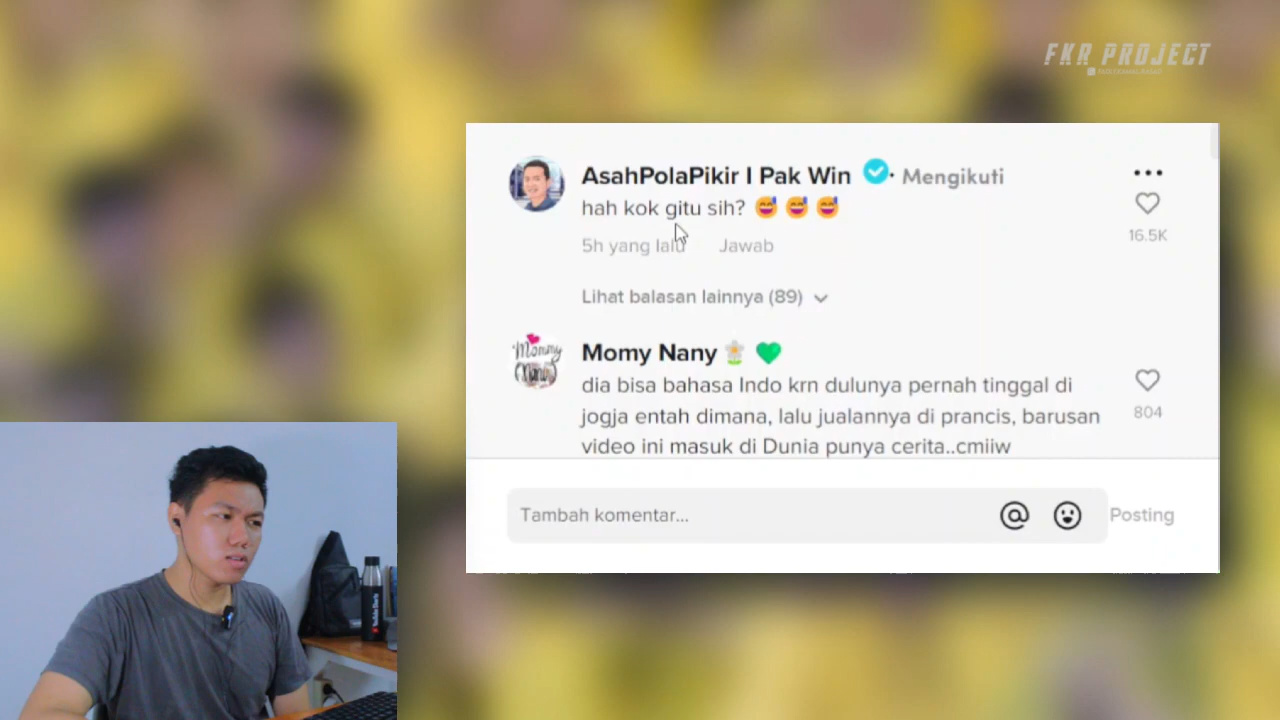 FKR PROJECT
AsahPolaPikir I Pak Win · Mengikuti
hah kok gitu sih? 😅 😅 😅
16.5K
5h yang lalu Jawab
Lihat balasan lainnya (89)
Mommy
Momy Nany 🌼 💚
dia bisa bahasa Indo krn dulunya pernah tinggal di
jogja entah dimana, lalu jualannya di prancis, barusan
804
video ini masuk di Dunia punya cerita..cmiiw
Tambah komentar...
Posting